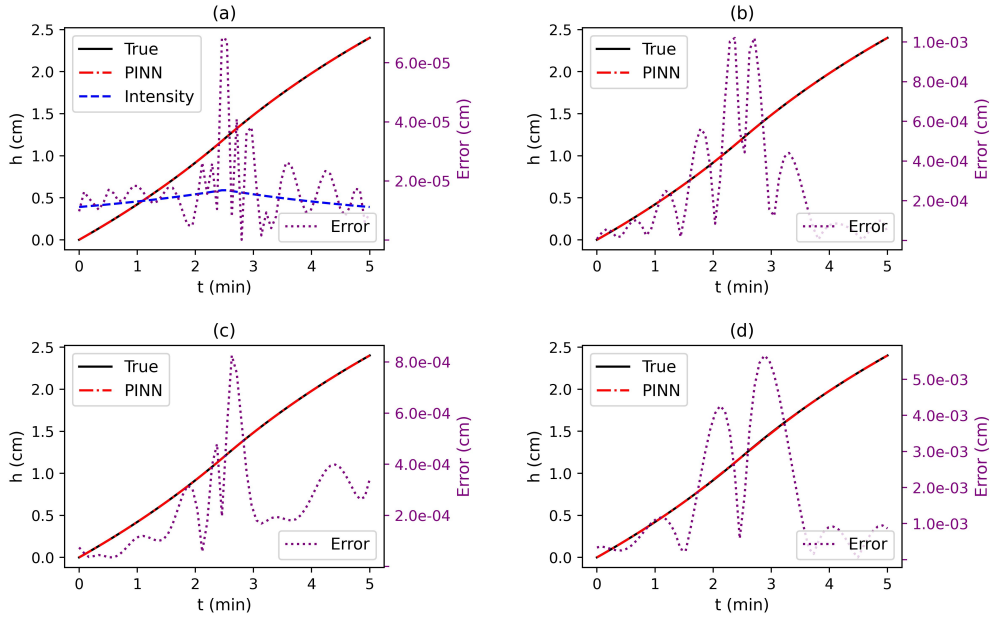 (a)
2.5
2.0
1.5
1.0
0.5
0.0
h (cm)
True
PINN
Intensity
Error
6.0e-05
4.0e-05
2.0e-05
Error (cm)
0 1 2 3 4 5
t (min)
(b)
2.5
2.0
1.5
1.0
0.5
0.0
h (cm)
True
PINN
Error
1.0e-03
8.0e-04
6.0e-04
4.0e-04
2.0e-04
Error (cm)
0 1 2 3 4 5
t (min)
(c)
2.5
2.0
1.5
1.0
0.5
0.0
h (cm)
True
PINN
Error
8.0e-04
6.0e-04
4.0e-04
2.0e-04
Error (cm)
0 1 2 3 4 5
t (min)
(d)
2.5
2.0
1.5
1.0
0.5
0.0
h (cm)
True
PINN
Error
5.0e-03
4.0e-03
3.0e-03
2.0e-03
1.0e-03
Error (cm)
0 1 2 3 4 5
t (min)